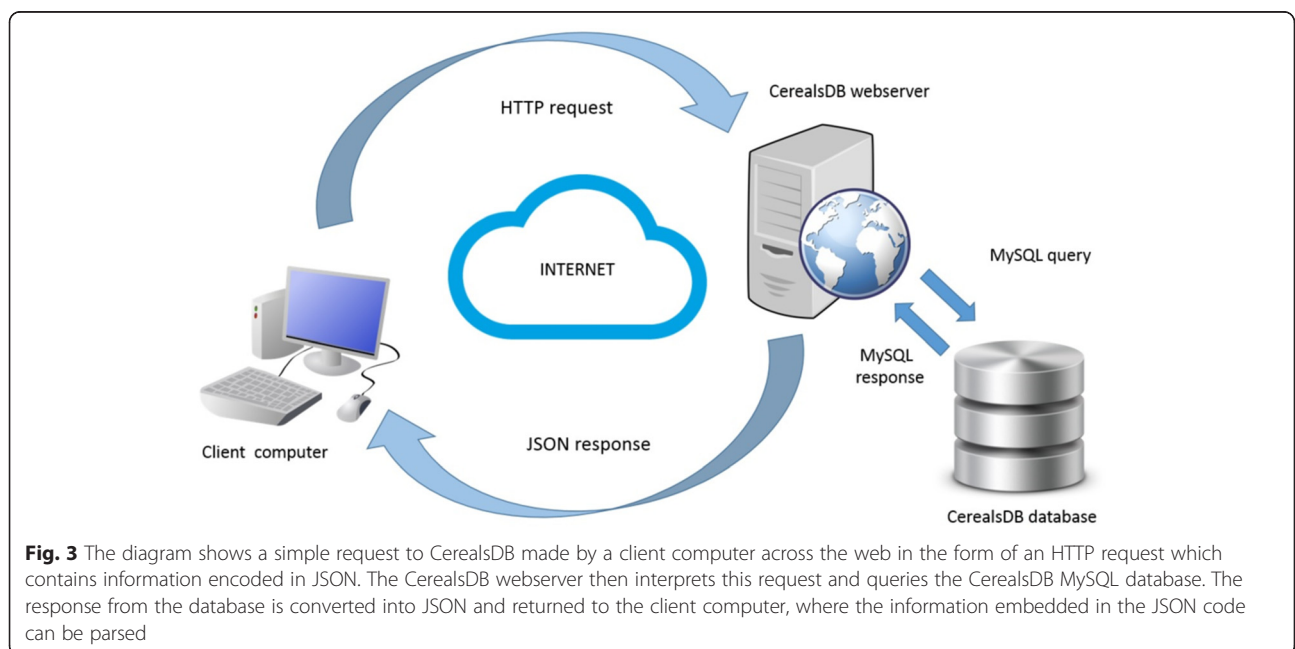 CerealsDB webserver
HTTP request
INTERNET
MySQL query
MySQL
response
Client computer
JSON response
CerealsDB database
Fig. 3 The diagram shows a simple request to CerealsDB made by a client computer across the web in the form of an HTTP request which
contains information encoded in JSON. The CerealsDB webserver then interprets this request and queries the CerealsDB MySQL database. The
response from the database is converted into JSON and returned to the client computer, where the information embedded in the JSON code
can be parsed